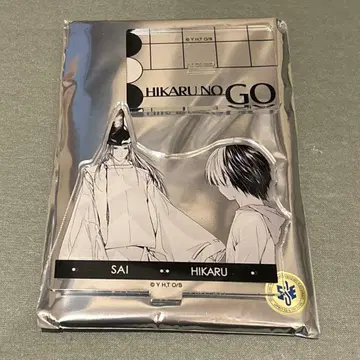 © Y.H,T.O/S
HIKARU NO GO
SAI HIKARU
© Y H,T O/S